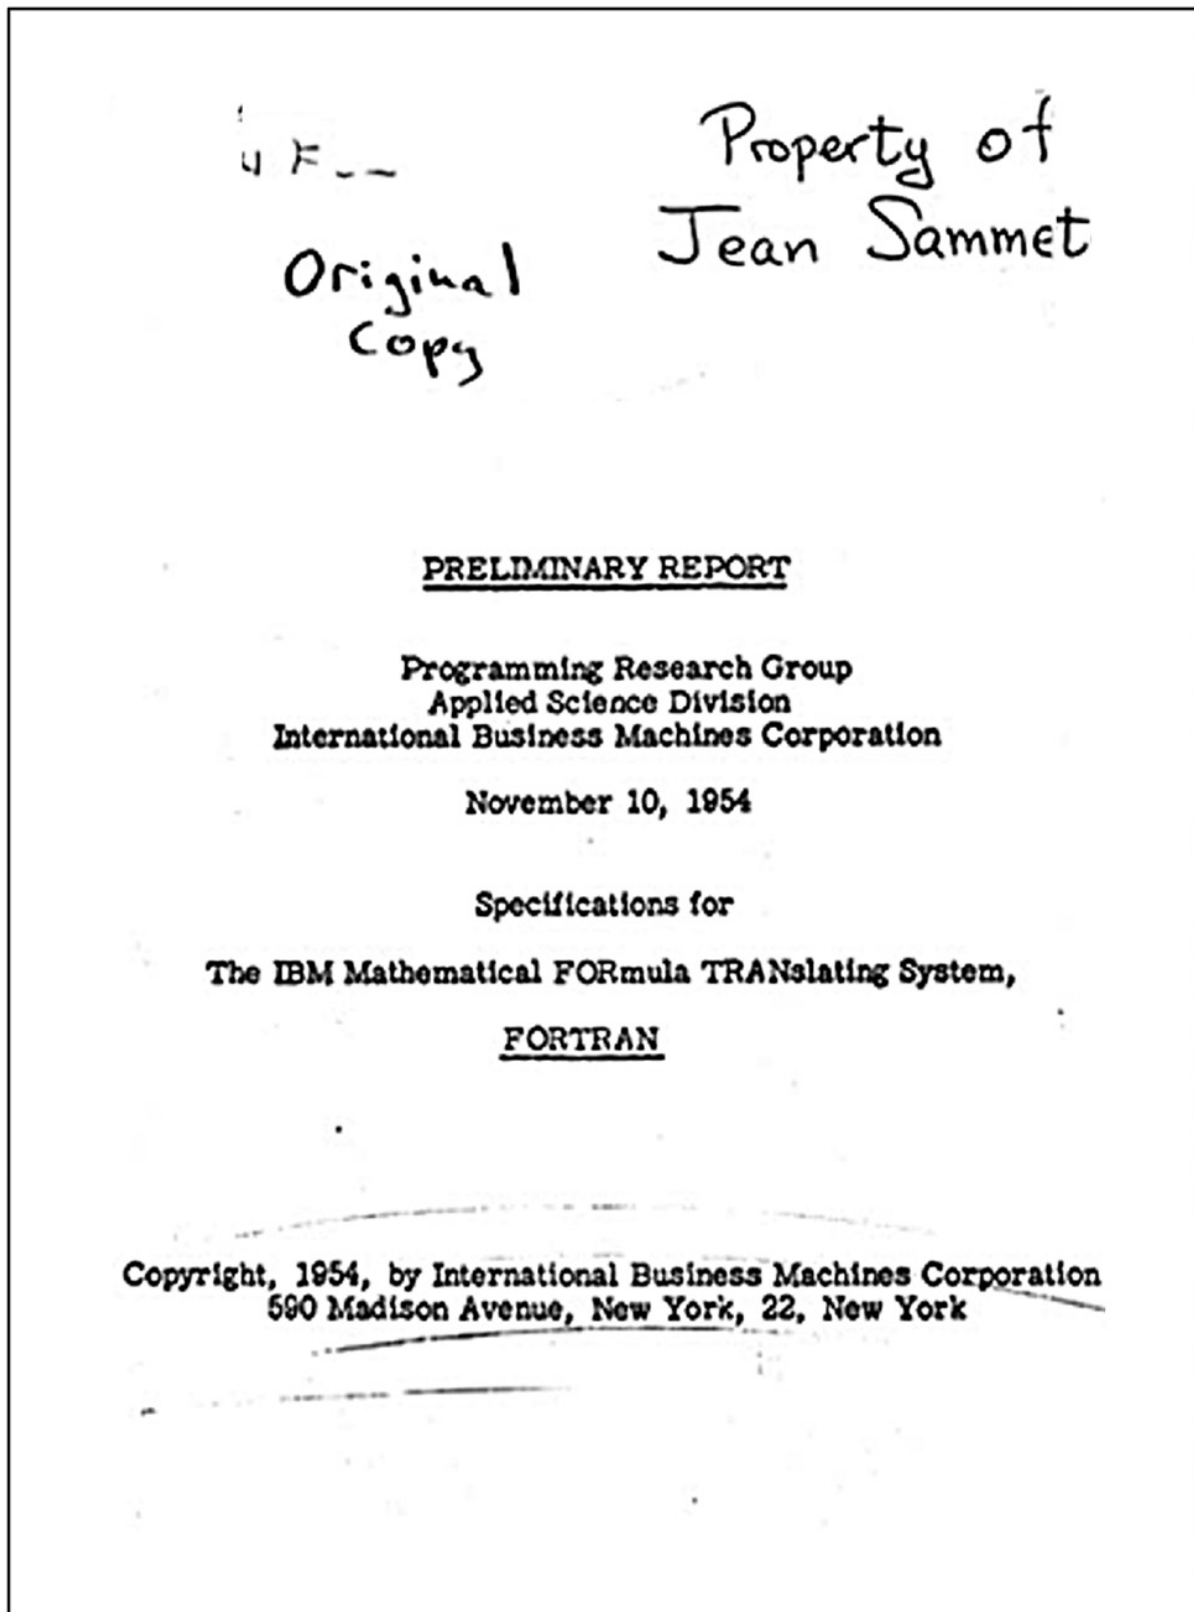 Property of
Jean Sammet
Original
Copy
PRELIMINARY REPORT
Programming Research Group
Applied Science Division
International Business Machines Corporation
November 10, 1954
Specifications for
The IBM Mathematical FORmula TRANslating System,
FORTRAN
Copyright, 1954, by International Business Machines Corporation
590 Madison Avenue, New York, 22, New York